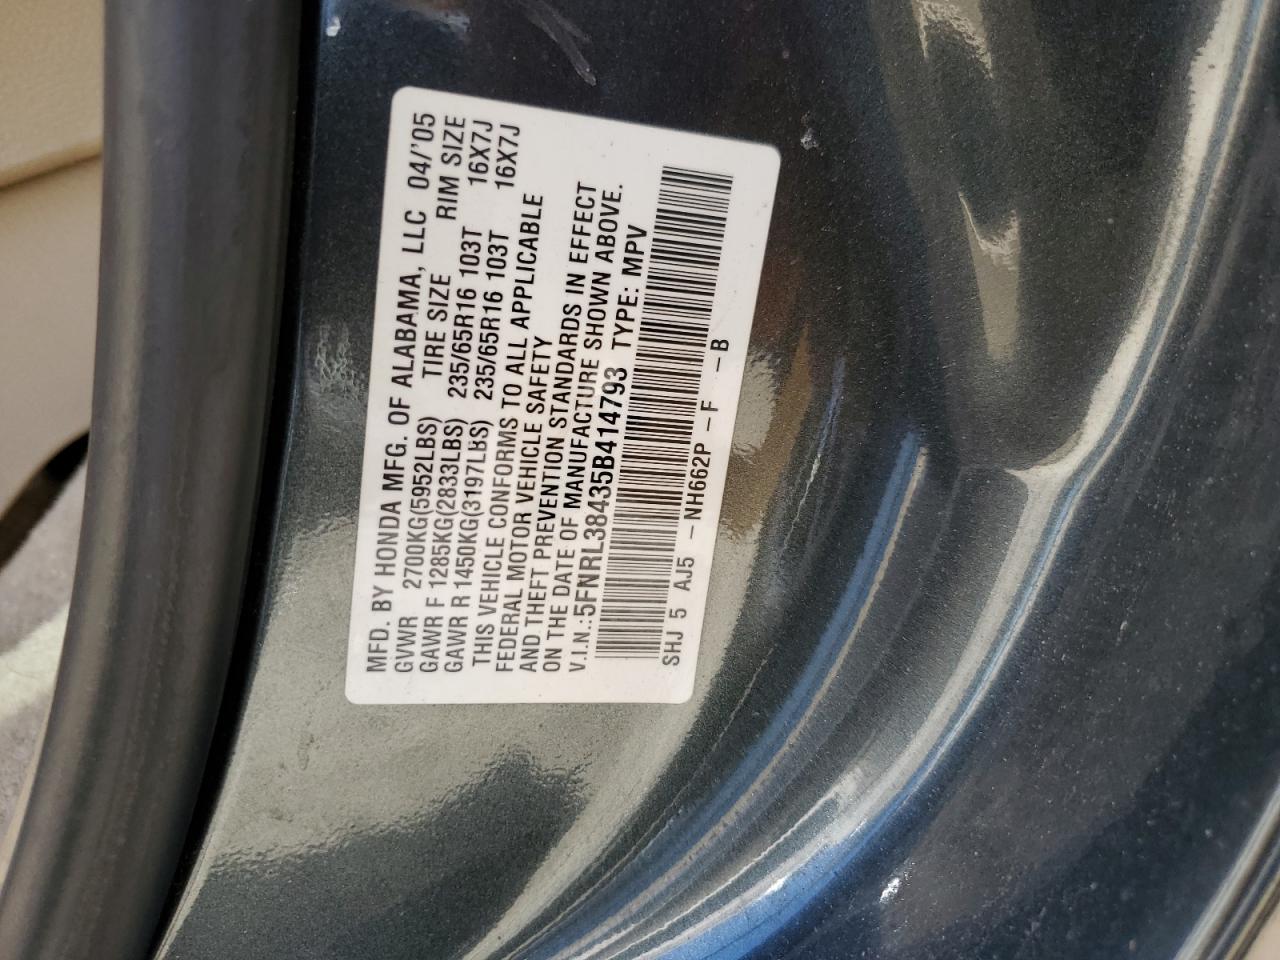 MFD. BY HONDA MFG. OF ALABAMA, LLC 04/'05
GVWR 2700KG(5952LBS) TIRE SIZE RIM SIZE
GAWR F 1285KG(2833LBS) 235/65R16 103T 16X7J
GAWR R 1450KG(3197LBS) 235/65R16 103T 16X7J
THIS VEHICLE CONFORMS TO ALL APPLICABLE
FEDERAL MOTOR VEHICLE SAFETY
AND THEFT PREVENTION STANDARDS IN EFFECT
ON THE DATE OF MANUFACTURE SHOWN ABOVE.
V.I.N.:5FNRL38435B414793 TYPE: MPV
SHJ 5 AJ5 -NH662P -F -B